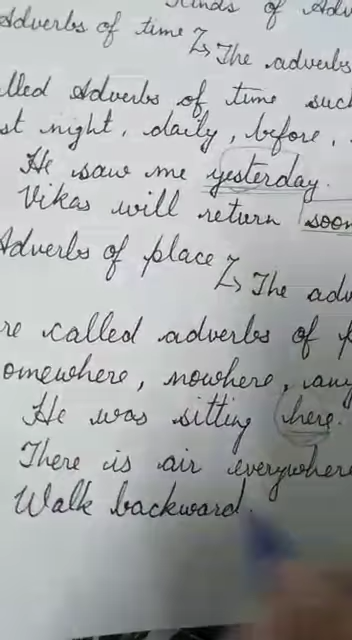 Kinds of Adv
Adverbs of time
The adverbs
lled Adverbs of time suc
st night, daily, before,
He saw me yesterday.
Vikas will return soon
Adverbs of place
The adv
re called adverbs of p
omewhere, nowhere, any
He was sitting here.
There is air everywhere
Walk backward.